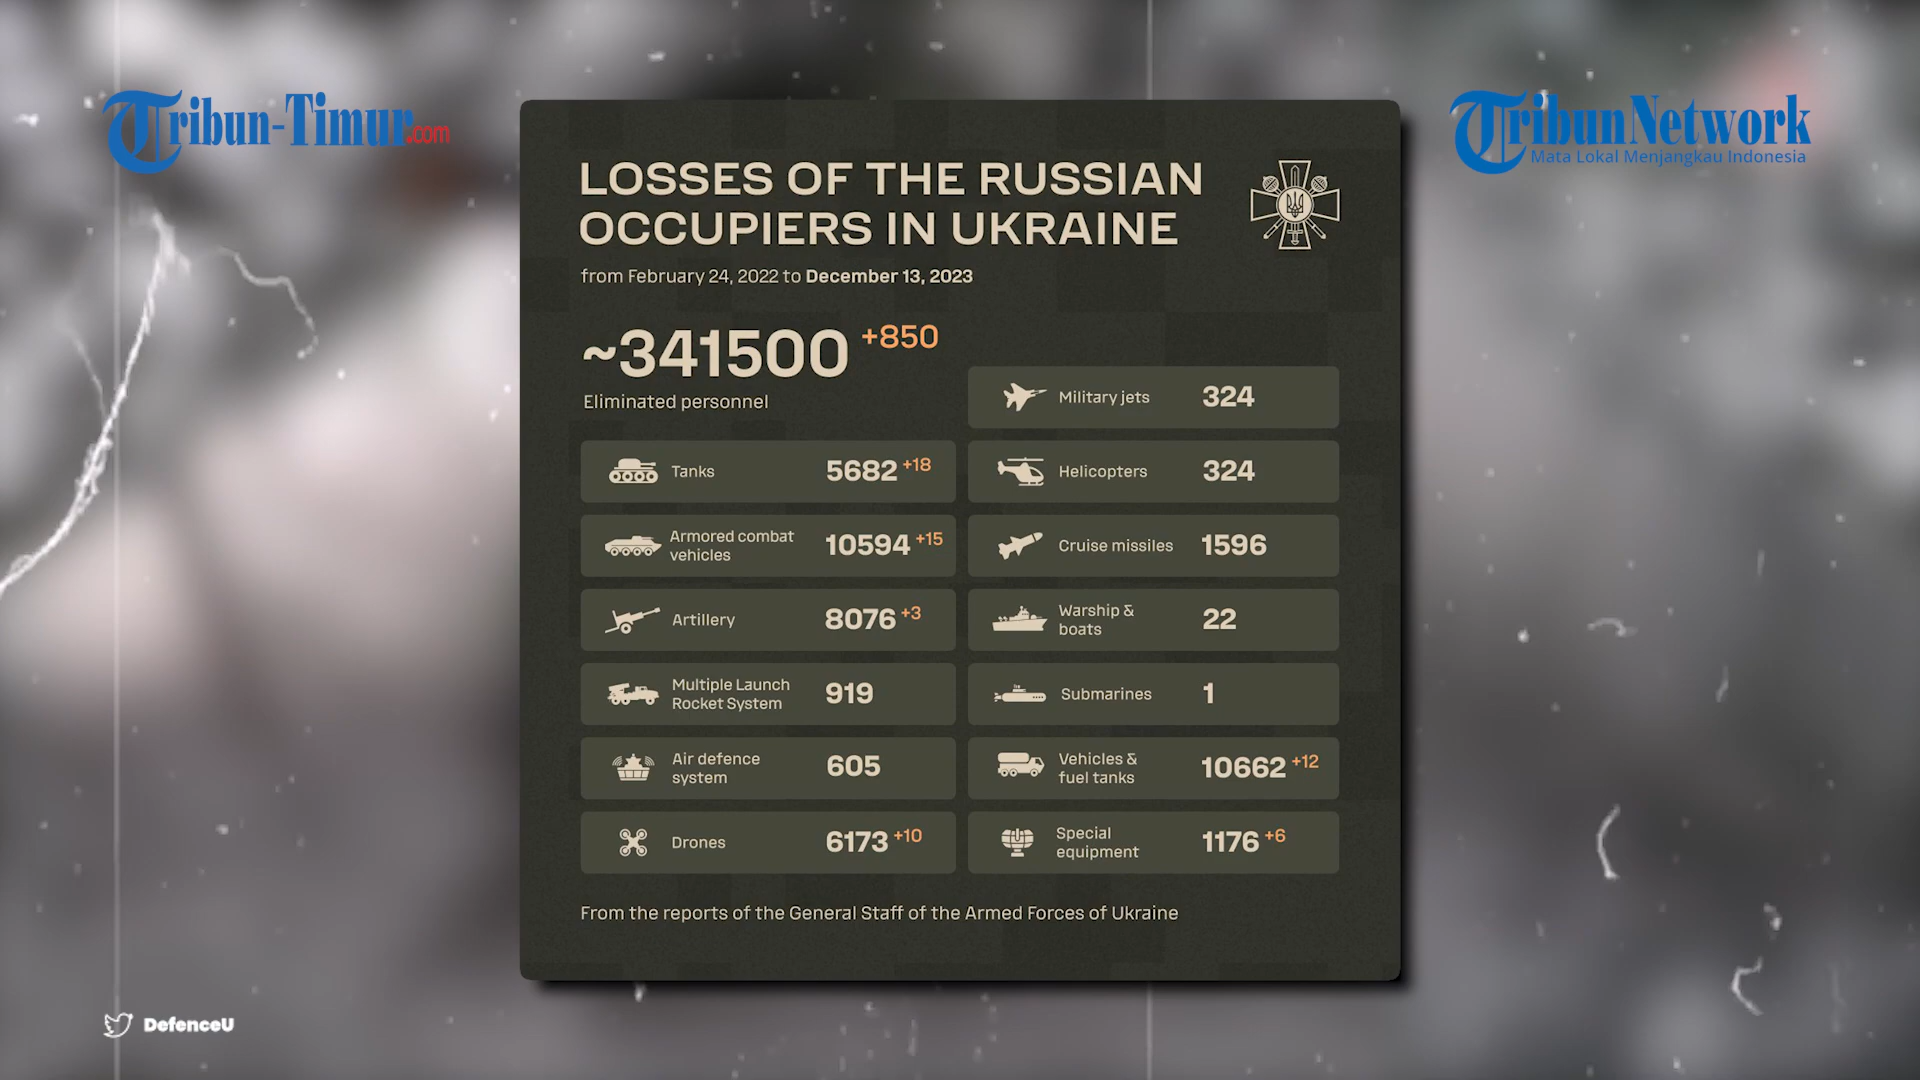 Tribun-Timur.com
TribunNetwork
Mata Lokal Menjangkau Indonesia
LOSSES OF THE RUSSIAN
OCCUPIERS IN UKRAINE
from February 24, 2022 to December 13, 2023
~341500 +850
Eliminated personnel
Military jets 324
Tanks 5682 +18
Helicopters 324
Armored combat
vehicles 10594 +15
Cruise missiles 1596
Artillery 8076 +3
Warship &
boats 22
Multiple Launch
Rocket System 919
Submarines 1
Air defence
system 605
Vehicles &
fuel tanks 10662 +12
Drones 6173 +10
Special
equipment 1176 +6
From the reports of the General Staff of the Armed Forces of Ukraine
DefenceU